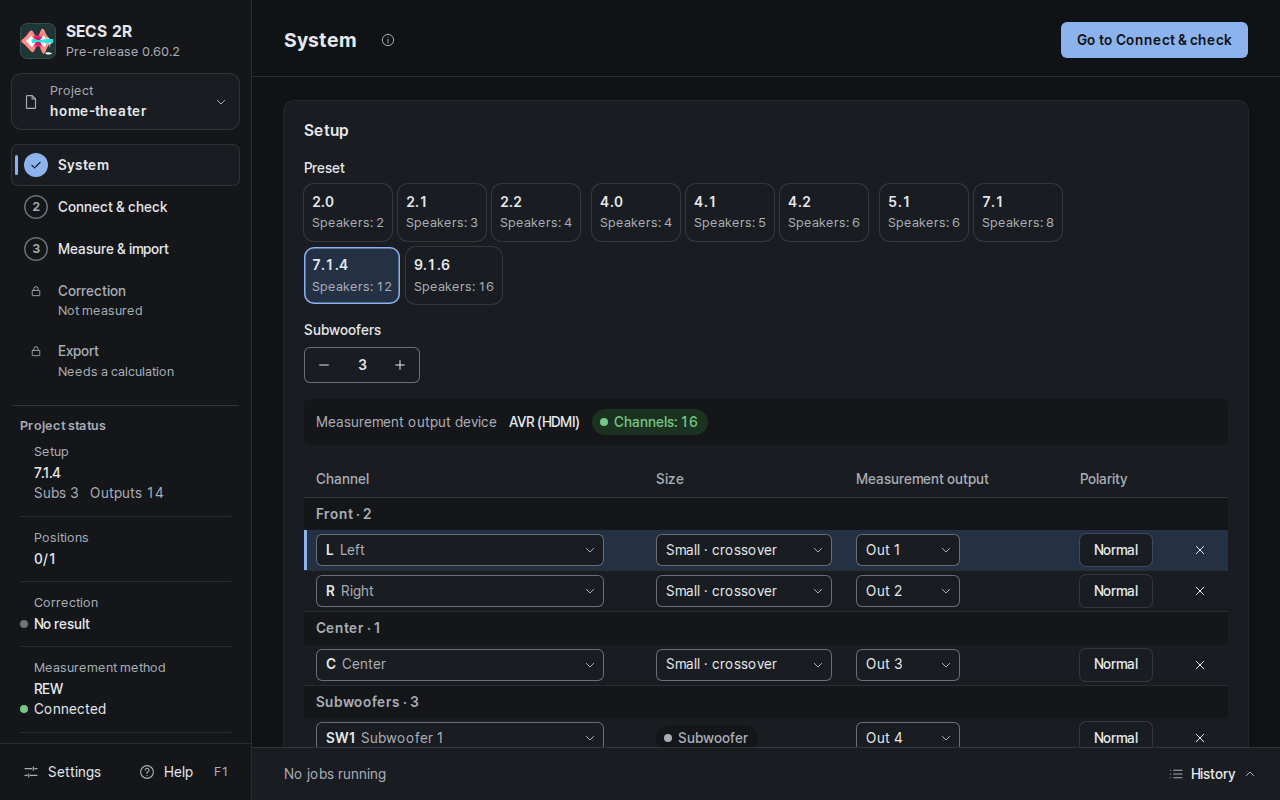 SECS 2R
Pre-release 0.60.2
Project
home-theater
System
2 Connect & check
3 Measure & import
Correction
Not measured
Export
Needs a calculation
Project status
Setup
7.1.4
Subs 3 Outputs 14
Positions
0/1
Correction
No result
Measurement method
REW
Connected
Settings Help F1
System
Go to Connect & check
Setup
Preset
2.0 2.1 2.2 4.0 4.1 4.2 5.1 7.1
Speakers: 2 Speakers: 3 Speakers: 4 Speakers: 4 Speakers: 5 Speakers: 6 Speakers: 6 Speakers: 8
7.1.4 9.1.6
Speakers: 12 Speakers: 16
Subwoofers
− 3 +
Measurement output device AVR (HDMI) Channels: 16
Channel Size Measurement output Polarity
Front · 2
L Left Small · crossover Out 1 Normal ×
R Right Small · crossover Out 2 Normal ×
Center · 1
C Center Small · crossover Out 3 Normal ×
Subwoofers · 3
SW1 Subwoofer 1 Subwoofer Out 4 Normal ×
No jobs running History